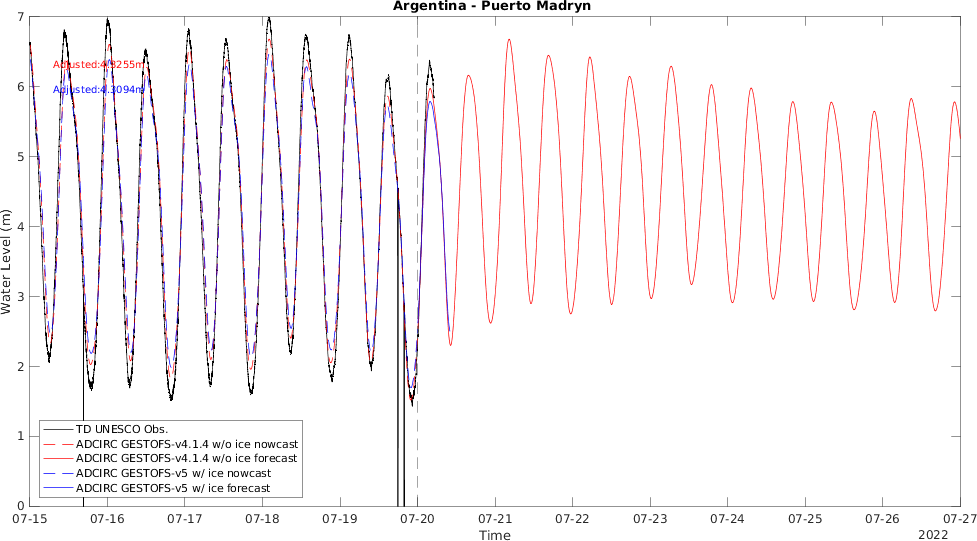 Argentina - Puerto Madryn
7
6
5
4
3
2
1
0
Water Level (m)
Adjusted:4.3255m
Adjusted:4.3094m
TD UNESCO Obs.
ADCIRC GESTOFS-v4.1.4 w/o ice nowcast
ADCIRC GESTOFS-v4.1.4 w/o ice forecast
ADCIRC GESTOFS-v5 w/ ice nowcast
ADCIRC GESTOFS-v5 w/ ice forecast
07-15 07-16 07-17 07-18 07-19 07-20 07-21 07-22 07-23 07-24 07-25 07-26 07-27
Time
2022